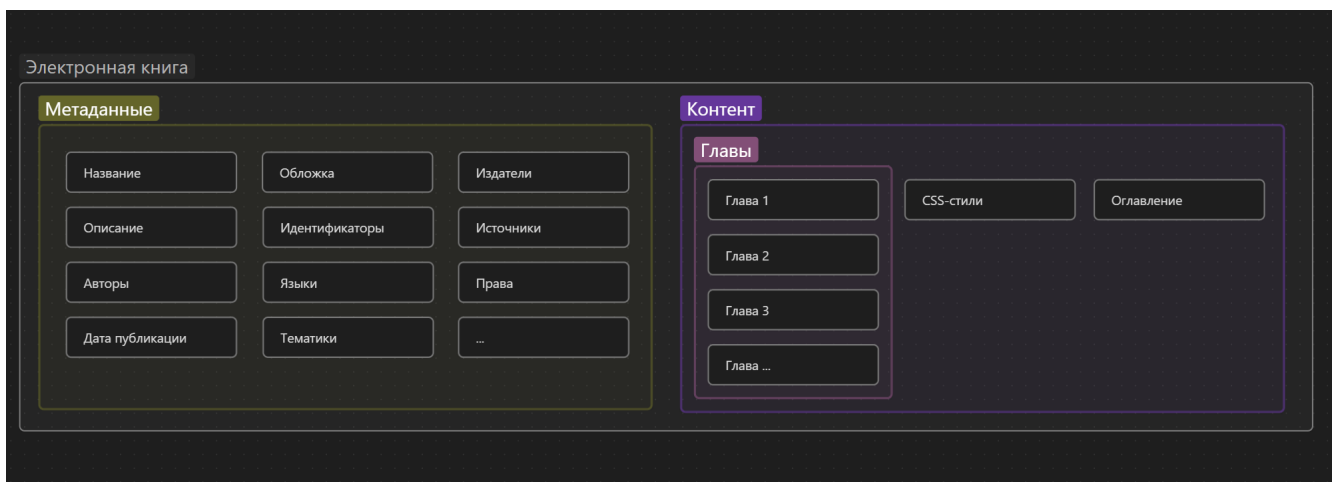 Электронная книга
Метаданные
Название
Обложка
Издатели
Описание
Идентификаторы
Источники
Авторы
Языки
Права
Дата публикации
Тематики
...
Контент
Главы
Глава 1
CSS-стили
Оглавление
Глава 2
Глава 3
Глава ...